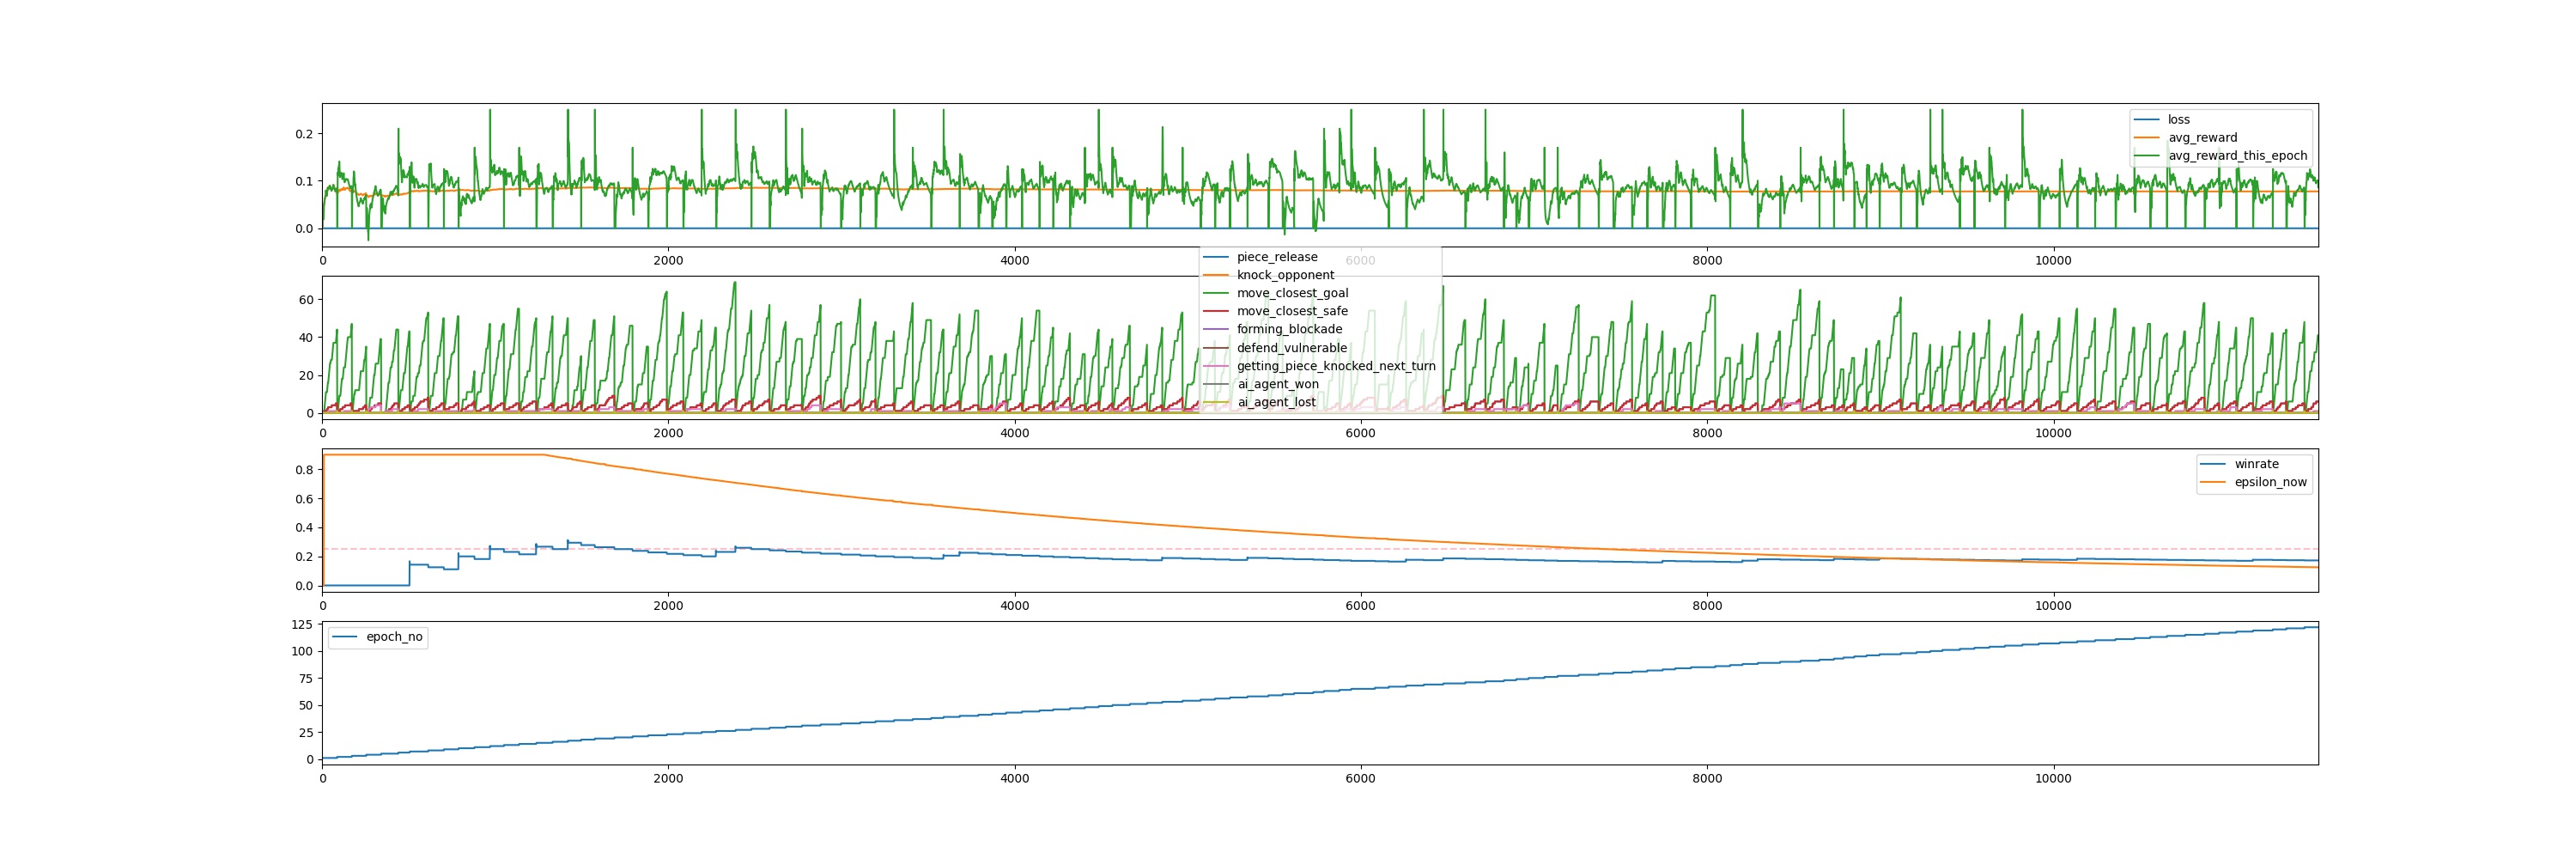 0.2
0.1
0.0
loss
avg_reward
avg_reward_this_epoch
0 2000 4000 6000 8000 10000
60
40
20
0
piece_release
knock_opponent
move_closest_goal
move_closest_safe
forming_blockade
defend_vulnerable
getting_piece_knocked_next_turn
ai_agent_won
ai_agent_lost
0 2000 4000 6000 8000 10000
0.8
0.6
0.4
0.2
0.0
winrate
epsilon_now
0 2000 4000 6000 8000 10000
125
100
75
50
25
0
epoch_no
0 2000 4000 6000 8000 10000